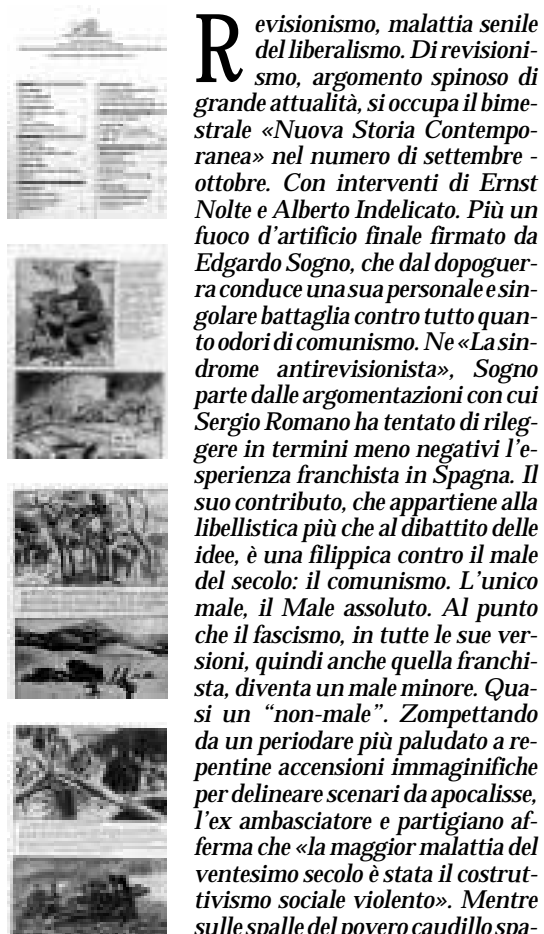 Revisionismo, malattia senile
del liberalismo. Di revisioni-
smo, argomento spinoso di
grande attualità, si occupa il bime-
strale «Nuova Storia Contempo-
ranea» nel numero di settembre -
ottobre. Con interventi di Ernst
Nolte e Alberto Indelicato. Più un
fuoco d'artificio finale firmato da
Edgardo Sogno, che dal dopoguer-
ra conduce una sua personale e sin-
golare battaglia contro tutto quan-
to odori di comunismo. Ne «La sin-
drome antirevisionista», Sogno
parte dalle argomentazioni con cui
Sergio Romano ha tentato di rileg-
gere in termini meno negativi l'e-
sperienza franchista in Spagna. Il
suo contributo, che appartiene alla
libellistica più che al dibattito delle
idee, è una filippica contro il male
del secolo: il comunismo. L'unico
male, il Male assoluto. Al punto
che il fascismo, in tutte le sue ver-
sioni, quindi anche quella franchi-
sta, diventa un male minore. Qua-
si un “non-male”. Zompettando
da un periodare più paludato a re-
pentine accensioni immaginifiche
per delineare scenari da apocalisse,
l'ex ambasciatore e partigiano af-
ferma che «la maggior malattia del
ventesimo secolo è stata il costrut-
tivismo sociale violento». Mentre
sulle spalle del povero caudillo spa-